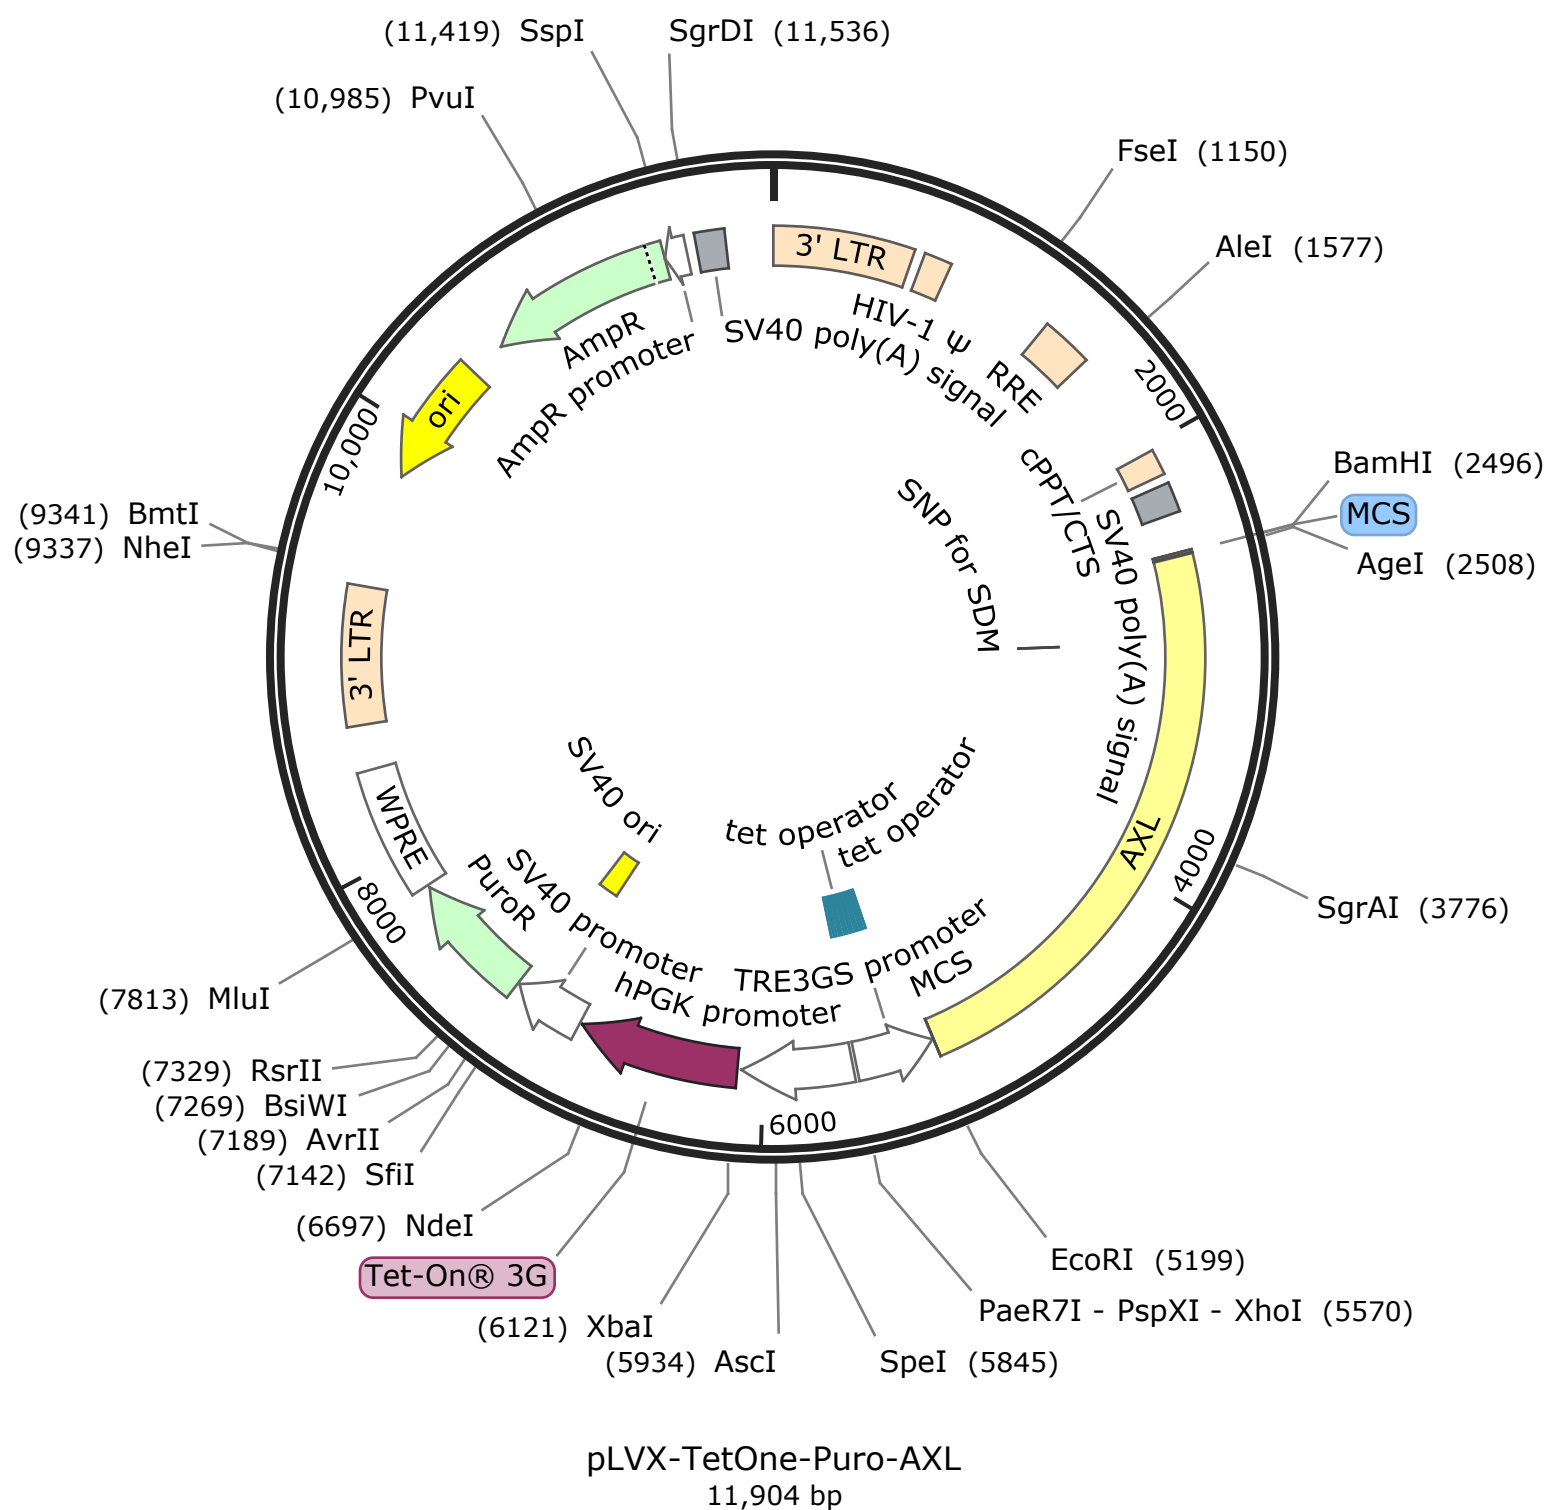 (11,419) SspI
SgrDI (11,536)
(10,985) PvuI
FseI (1150)
AleI (1577)
3' LTR
HIV-1 ψ
RRE
2000
AmpR
AmpR promoter
SV40 poly(A) signal
ori
10,000
cPPT/CTS
SV40 poly(A) signal
BamHI (2496)
MCS
AgeI (2508)
SNP for SDM
(9341) BmtI
(9337) NheI
3' LTR
AXL
4000
SgrAI (3776)
WPRE
SV40 ori
tet operator
tet operator
PuroR
SV40 promoter
hPGK promoter
TRE3GS promoter
MCS
8000
(7813) MluI
(7329) RsrII
(7269) BsiWI
(7189) AvrII
(7142) SfiI
(6697) NdeI
6000
Tet-On® 3G
(6121) XbaI
(5934) AscI
SpeI (5845)
PaeR7I - PspXI - XhoI (5570)
EcoRI (5199)
pLVX-TetOne-Puro-AXL
11,904 bp